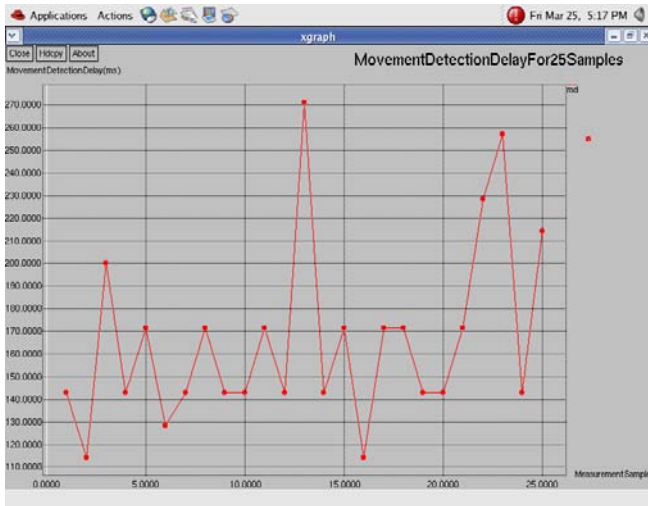 Applications Actions Fri Mar 25, 5:17 PM
xgraph
Close Hdcpy About
MovementDetectionDelayFor25Samples
MovementDetectionDelay(ms)
md
270.0000
260.0000
250.0000
240.0000
230.0000
220.0000
210.0000
200.0000
190.0000
180.0000
170.0000
160.0000
150.0000
140.0000
130.0000
120.0000
110.0000
MeasurementSample
0.0000 5.0000 10.0000 15.0000 20.0000 25.0000